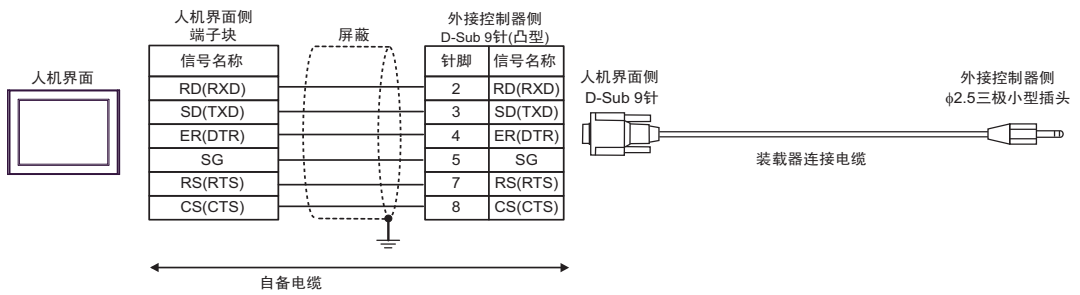 人机界面
人机界面侧
端子块
屏蔽
外接控制器侧
D-Sub 9针(凸型)
信号名称 针脚 信号名称
RD(RXD) 2 RD(RXD)
SD(TXD) 3 SD(TXD)
ER(DTR) 4 ER(DTR)
SG 5 SG
RS(RTS) 7 RS(RTS)
CS(CTS) 8 CS(CTS)
自备电缆
人机界面侧
D-Sub 9针
装载器连接电缆
外接控制器侧
ϕ2.5三极小型插头